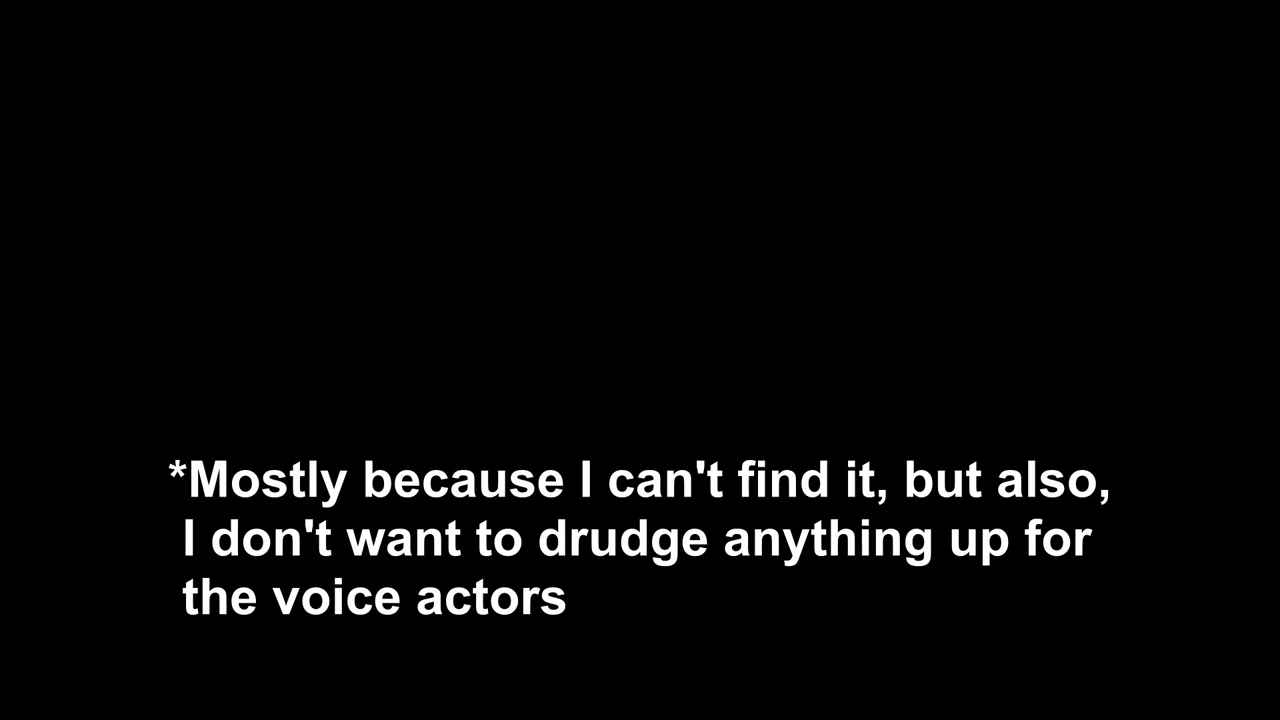 *Mostly because I can't find it, but also,
I don't want to drudge anything up for
the voice actors